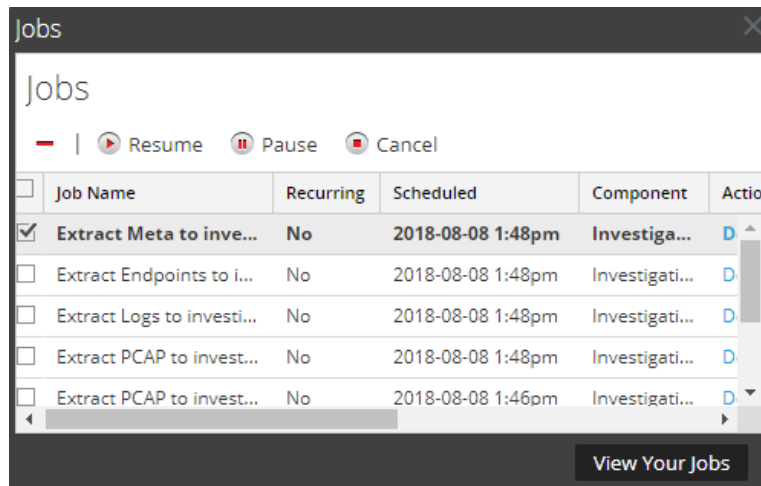 Jobs
Jobs
Resume Pause Cancel
Job Name Recurring Scheduled Component Actio
Extract Meta to inve... No 2018-08-08 1:48pm Investiga... D
Extract Endpoints to i... No 2018-08-08 1:48pm Investigati... D
Extract Logs to investi... No 2018-08-08 1:48pm Investigati... D
Extract PCAP to invest... No 2018-08-08 1:48pm Investigati... D
Extract PCAP to invest... No 2018-08-08 1:46pm Investigati... D
View Your Jobs